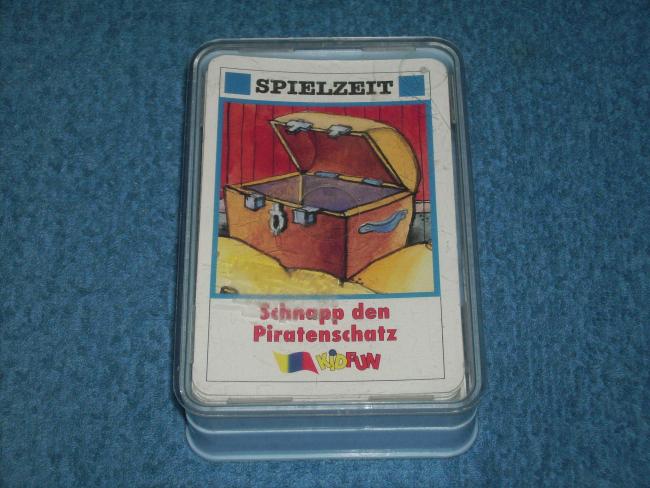 SPIELZEIT
Schnapp den
Piratenschatz
KIDFUN